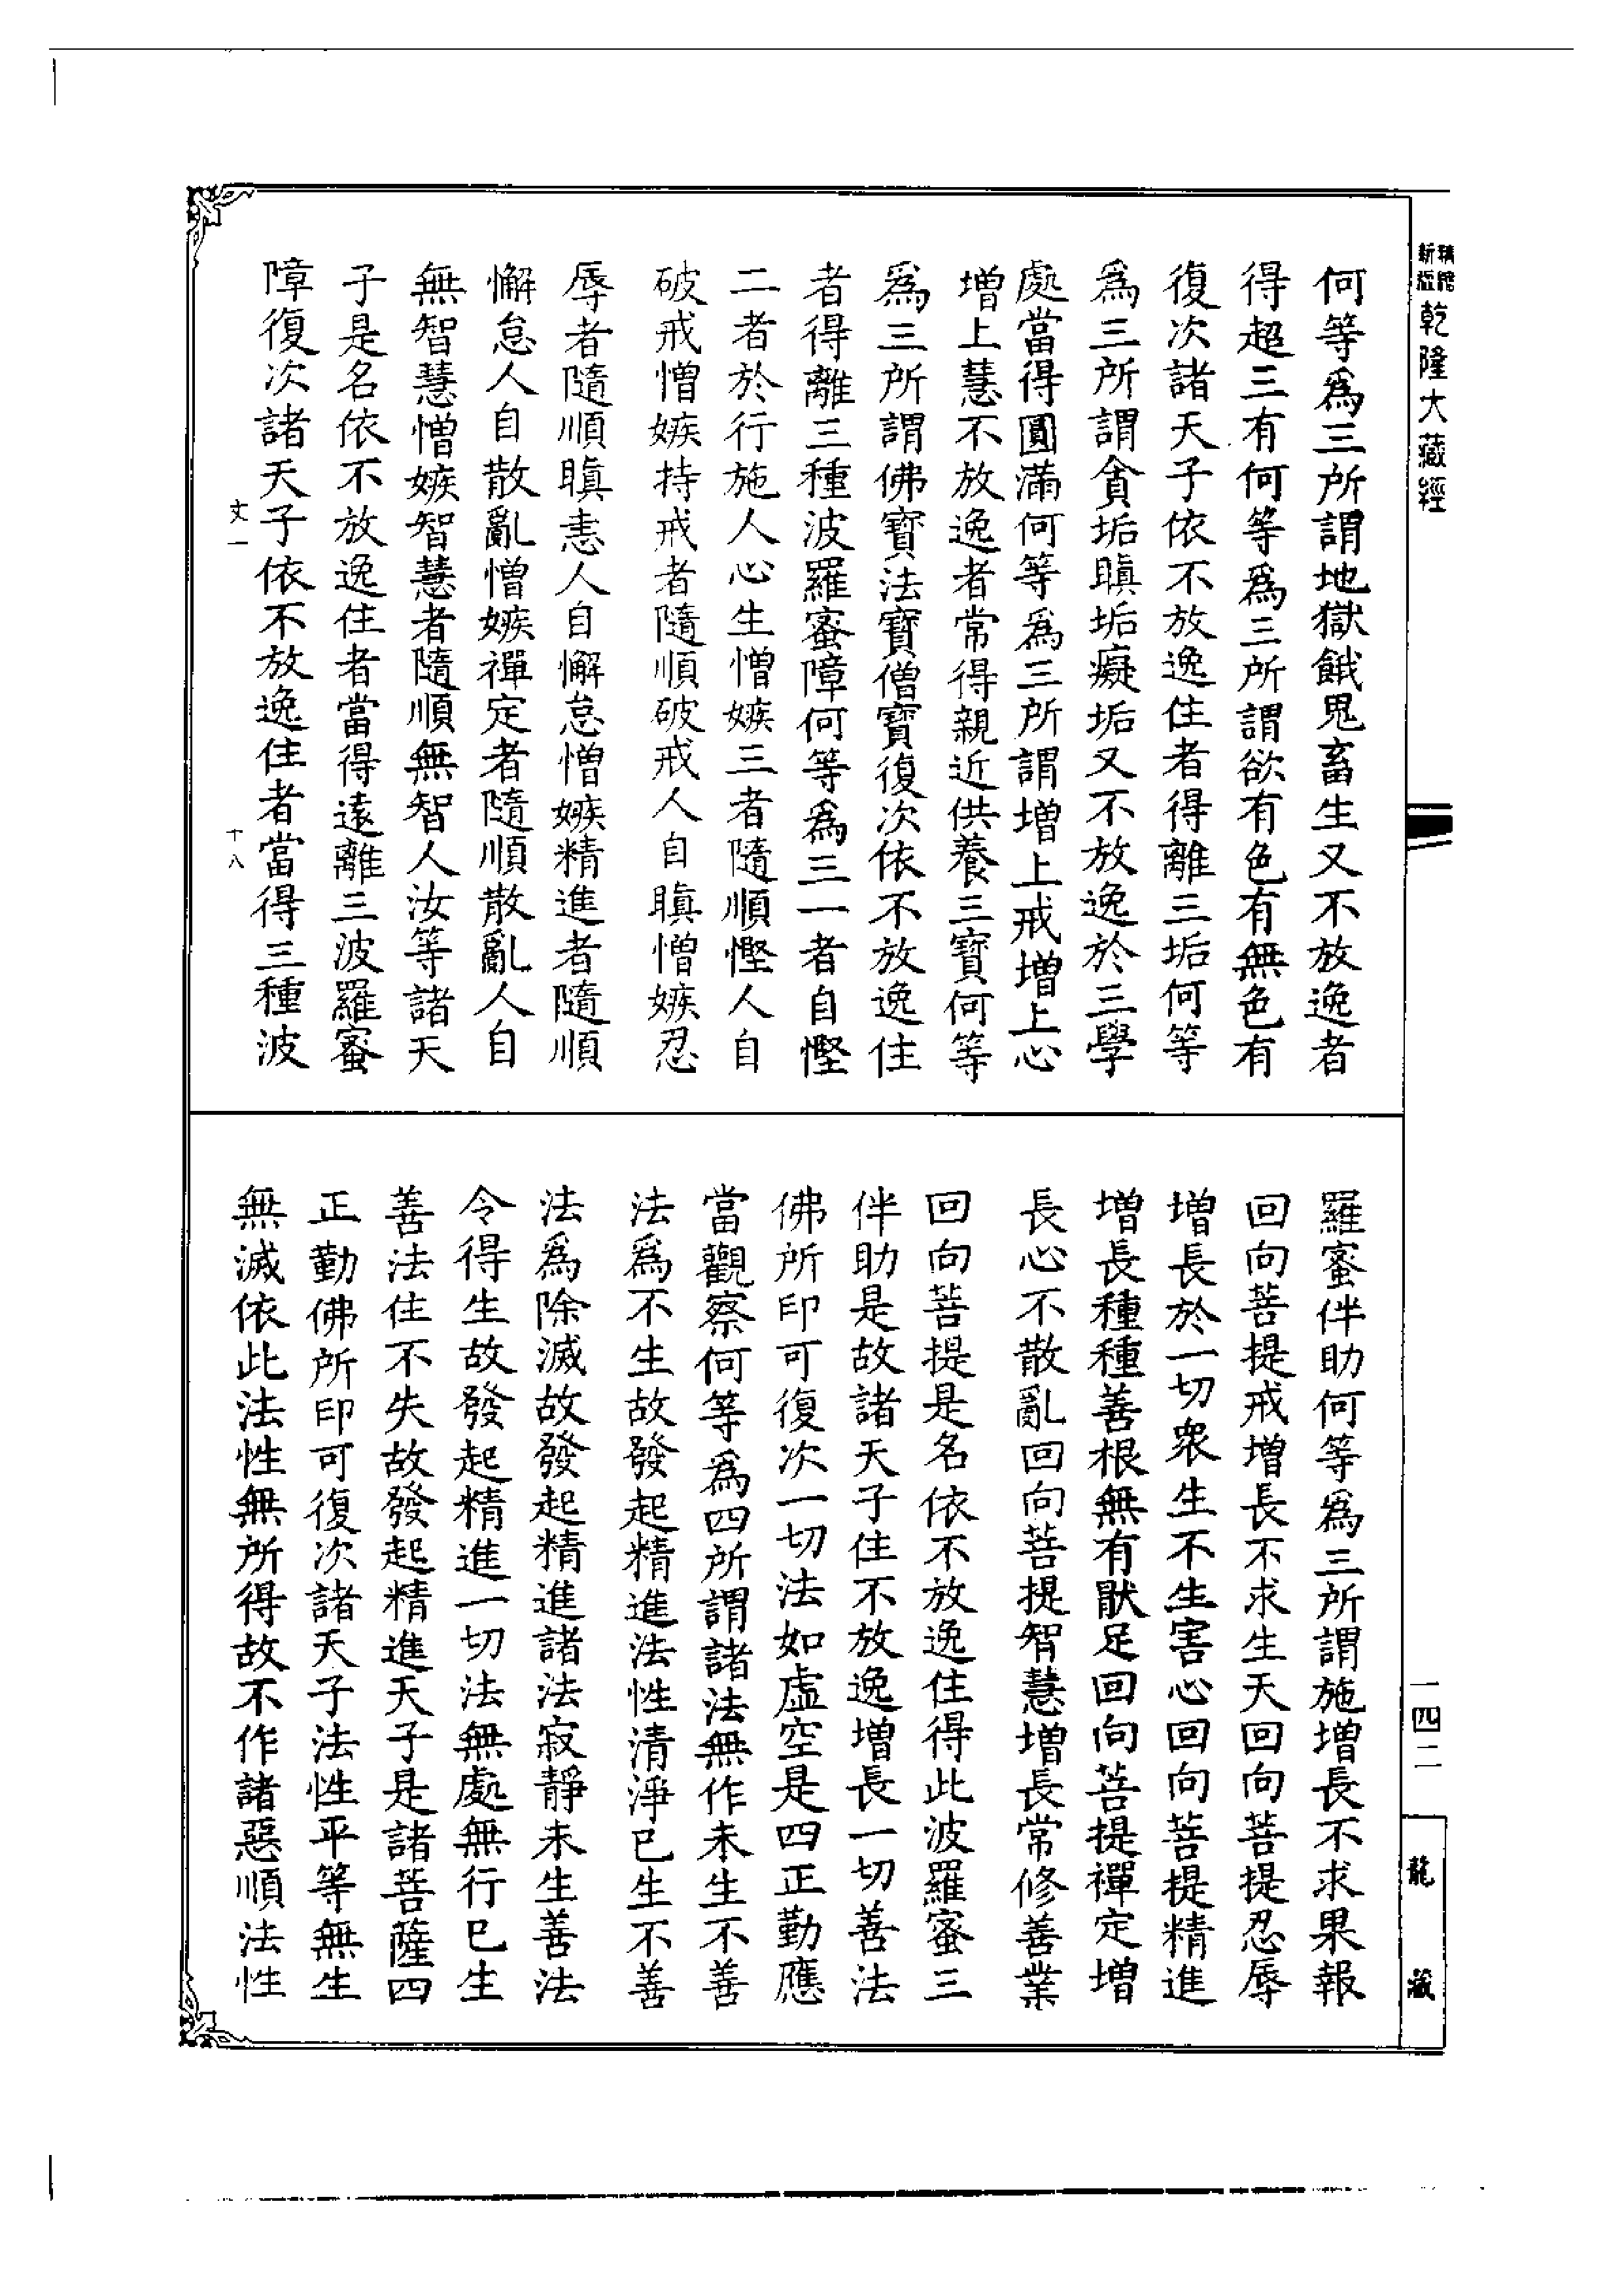 新編縮本
乾隆大藏經
何等爲三所謂地獄餓鬼畜生又不放逸者
得超三有何等爲三所謂欲有色有無色有
復次諸天子依不放逸住者得離三垢何等
爲三所謂貪垢瞋垢癡垢又不放逸於三學
處當得圓滿何等爲三所謂增上戒增上心
增上慧不放逸者常得親近供養三寶何等
爲三所謂佛寶法寶僧寶復次依不放逸住
者得離三種波羅蜜障何等爲三一者自慳
二者於行施人心生憎嫉三者隨順慳人自
破戒憎嫉持戒者隨順破戒人自瞋憎嫉忍
辱者隨順瞋恚人自懈怠憎嫉精進者隨順
懈怠人自散亂憎嫉禪定者隨順散亂人自
無智慧憎嫉智慧者隨順無智人汝等諸天
子是名依不放逸住者當得遠離三波羅蜜
障復次諸天子依不放逸住者當得三種波
文一
十八
羅蜜伴助何等爲三所謂施增長不求果報
回向菩提戒增長不求生天回向菩提忍辱
增長於一切衆生不生害心回向菩提精進
增長種種善根無有猒足回向菩提禪定增
長心不散亂回向菩提智慧增長常修善業
回向菩提是名依不放逸住得此波羅蜜三
伴助是故諸天子住不放逸增長一切善法
佛所印可復次一切法如虛空是四正勤應
當觀察何等爲四所謂諸法無作未生不善
法爲不生故發起精進法性清淨已生不善
法爲除滅故發起精進諸法寂靜未生善法
令得生故發起精進一切法無處無行已生
善法住不失故發起精進天子是諸菩薩四
正勤佛所印可復次諸天子法性平等無生
無滅依此法性無所得故不作諸惡順法性
一四二
龍藏